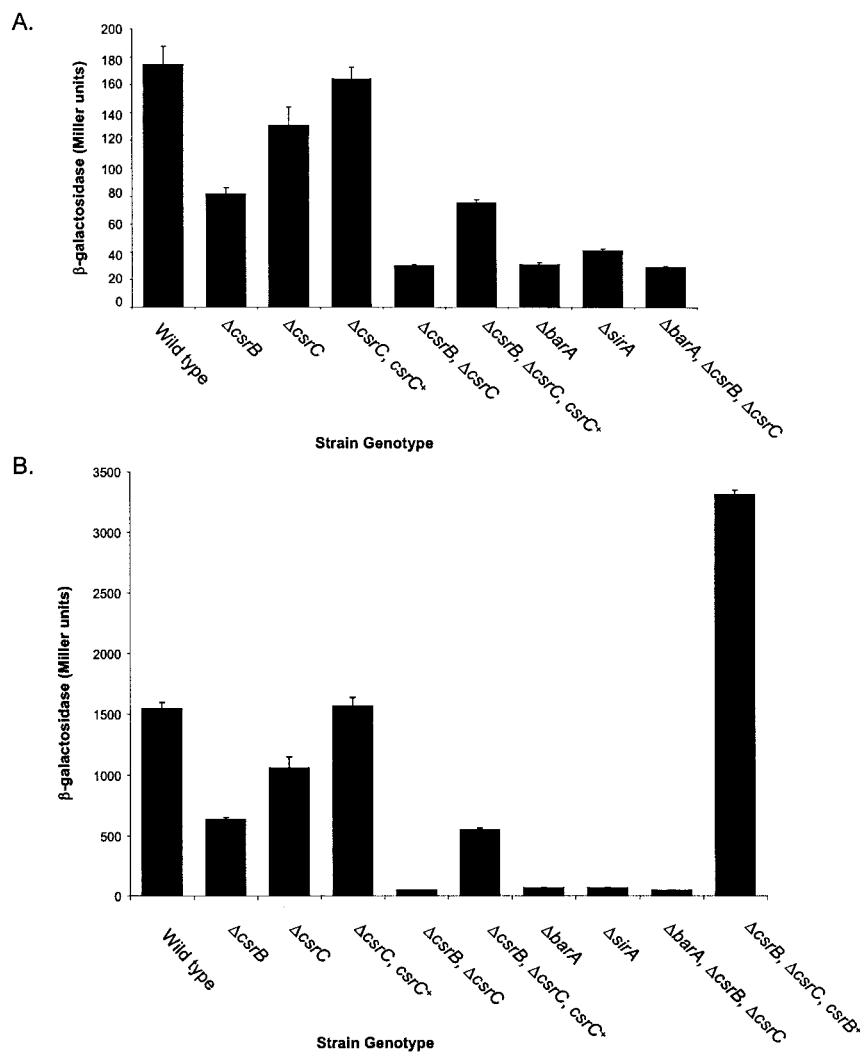 A.
β-galactosidase (Miller units)
200
180
160
140
120
100
80
60
40
20
0
Wild type
ΔcsrB
ΔcsrC
ΔcsrC, csrC⁺
ΔcsrB, ΔcsrC
ΔcsrB, ΔcsrC, csrC⁺
ΔbarA
ΔsirA
ΔbarA, ΔcsrB, ΔcsrC
Strain Genotype
B.
β-galactosidase (Miller units)
3500
3000
2500
2000
1500
1000
500
0
Wild type
ΔcsrB
ΔcsrC
ΔcsrC, csrC⁺
ΔcsrB, ΔcsrC
ΔcsrB, ΔcsrC, csrC⁺
ΔbarA
ΔsirA
ΔbarA, ΔcsrB, ΔcsrC
ΔcsrB, ΔcsrC, csrB⁺
Strain Genotype